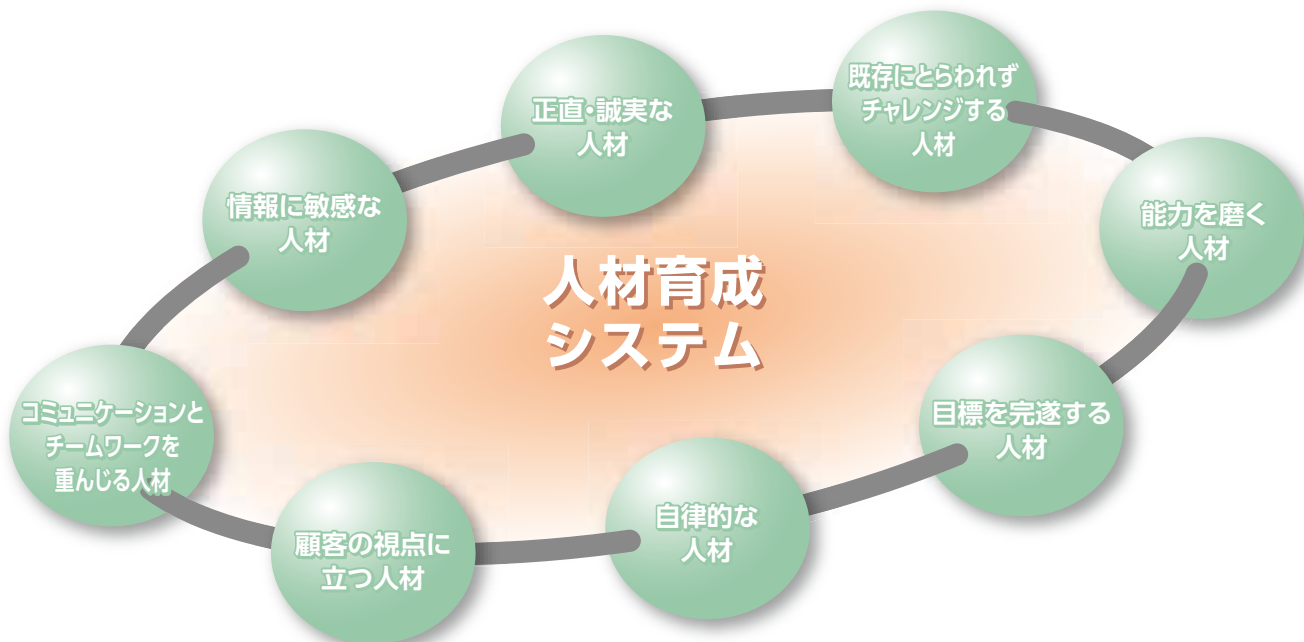 既存にとらわれず
チャレンジする
人材
正直・誠実な
人材
能力を磨く
人材
情報に敏感な
人材
人材育成
システム
目標を完遂する
人材
コミュニケーションと
チームワークを
重んじる人材
自律的な
人材
顧客の視点に
立つ人材